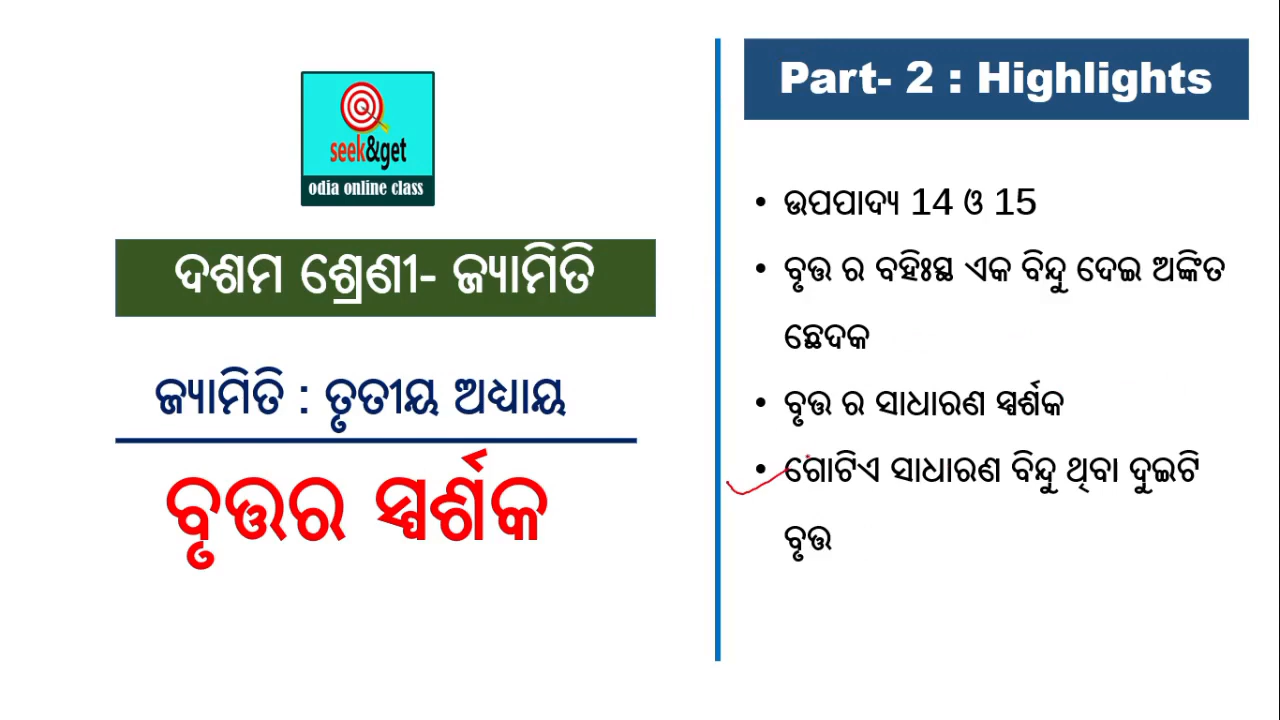 seek&get
odia online class
ଦଶମ ଶ୍ରେଣୀ- ଜ୍ୟାମିତି
ଜ୍ୟାମିତି : ତୃତୀୟ ଅଧ୍ୟାୟ
ବୃତ୍ତର ସ୍ପର୍ଶକ
Part- 2 : Highlights
• ଉପପାଦ୍ୟ 14 ଓ 15
• ବୃତ୍ତ ର ବହିଃସ୍ଥ ଏକ ବିନ୍ଦୁ ଦେଇ ଅଙ୍କିତ
ଛେଦକ
• ବୃତ୍ତ ର ସାଧାରଣ ସ୍ପର୍ଶକ
• ଗୋଟିଏ ସାଧାରଣ ବିନ୍ଦୁ ଥିବା ଦୁଇଟି
ବୃତ୍ତ